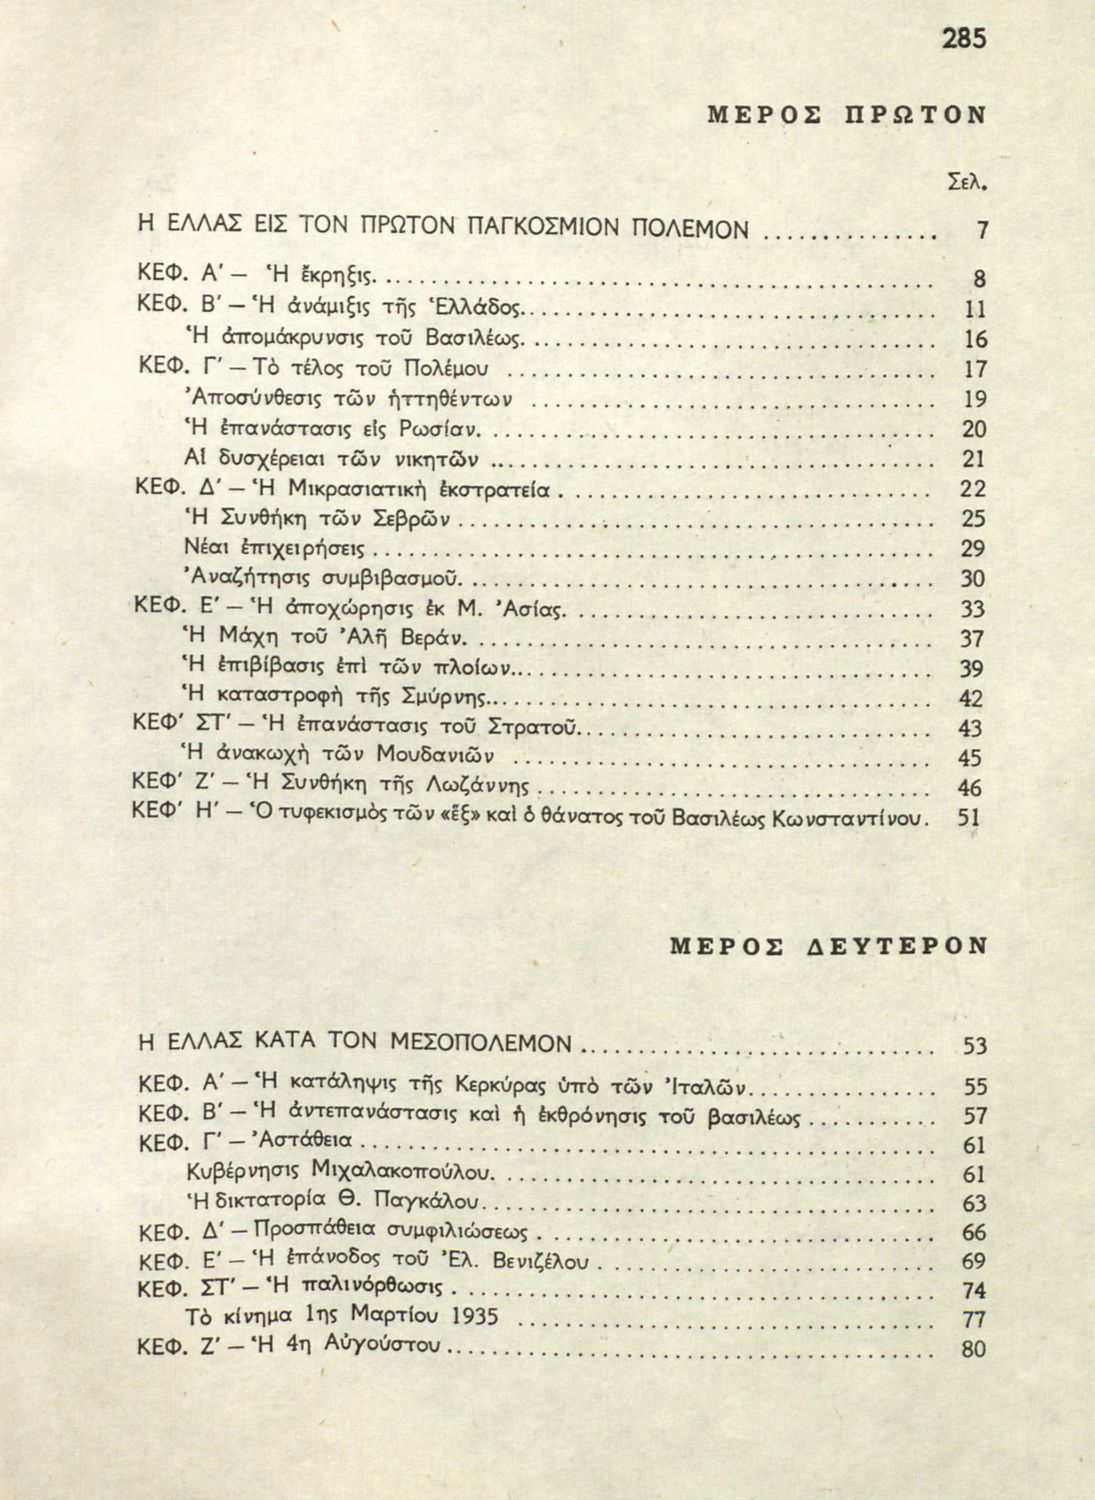 285
ΜΕΡΟΣ ΠΡΩΤΟΝ
Σελ.
Η ΕΛΛΑΣ ΕΙΣ ΤΟΝ ΠΡΩΤΟΝ ΠΑΓΚΟΣΜΙΟΝ ΠΟΛΕΜΟΝ ............... 7
ΚΕΦ. Α' — Ἡ ἔκρηξις. ........................................ 8
ΚΕΦ. Β' — Ἡ ἀνάμιξις τῆς Ἑλλάδος.............................. 11
Ἡ ἀπομάκρυνσις τοῦ Βασιλέως. .............................. 16
ΚΕΦ. Γ' — Τὸ τέλος τοῦ Πολέμου .............................. 17
Ἀποσύνθεσις τῶν ἡττηθέντων ............................ 19
Ἡ ἐπανάστασις εἰς Ρωσίαν. .............................. 20
Αἱ δυσχέρειαι τῶν νικητῶν .............................. 21
ΚΕΦ. Δ' — Ἡ Μικρασιατικὴ ἐκστρατεία . ......................... 22
Ἡ Συνθήκη τῶν Σεβρῶν ................................. 25
Νέαι ἐπιχειρήσεις ....................................... 29
Ἀναζήτησις συμβιβασμοῦ. ................................ 30
ΚΕΦ. Ε' — Ἡ ἀποχώρησις ἐκ Μ. Ἀσίας. ......................... 33
Ἡ Μάχη τοῦ Ἀλῆ Βεράν. ................................ 37
Ἡ ἐπιβίβασις ἐπὶ τῶν πλοίων.............................. 39
Ἡ καταστροφὴ τῆς Σμύρνης............................... 42
ΚΕΦ' ΣΤ' — Ἡ ἐπανάστασις τοῦ Στρατοῦ......................... 43
Ἡ ἀνακωχὴ τῶν Μουδανιῶν ............................. 45
ΚΕΦ' Ζ' — Ἡ Συνθήκη τῆς Λωζάννης ............................ 46
ΚΕΦ' Η' — Ὁ τυφεκισμὸς τῶν «ἓξ» καὶ ὁ θάνατος τοῦ Βασιλέως Κωνσταντίνου. 51
ΜΕΡΟΣ ΔΕΥΤΕΡΟΝ
Η ΕΛΛΑΣ ΚΑΤΑ ΤΟΝ ΜΕΣΟΠΟΛΕΜΟΝ ......................... 53
ΚΕΦ. Α' — Ἡ κατάληψις τῆς Κερκύρας ὑπὸ τῶν Ἰταλῶν.............. 55
ΚΕΦ. Β' — Ἡ ἀντεπανάστασις καὶ ἡ ἐκθρόνησις τοῦ βασιλέως ........... 57
ΚΕΦ. Γ' — Ἀστάθεια ........................................ 61
Κυβέρνησις Μιχαλακοπούλου. .............................. 61
Ἡ δικτατορία Θ. Παγκάλου................................ 63
ΚΕΦ. Δ' — Προσπάθεια συμφιλιώσεως . ........................... 66
ΚΕΦ. Ε' — Ἡ ἐπάνοδος τοῦ Ἐλ. Βενιζέλου . ....................... 69
ΚΕΦ. ΣΤ' — Ἡ παλινόρθωσις . ................................. 74
Τὸ κίνημα 1ης Μαρτίου 1935 ............................. 77
ΚΕΦ. Ζ' — Ἡ 4η Αὐγούστου .................................. 80